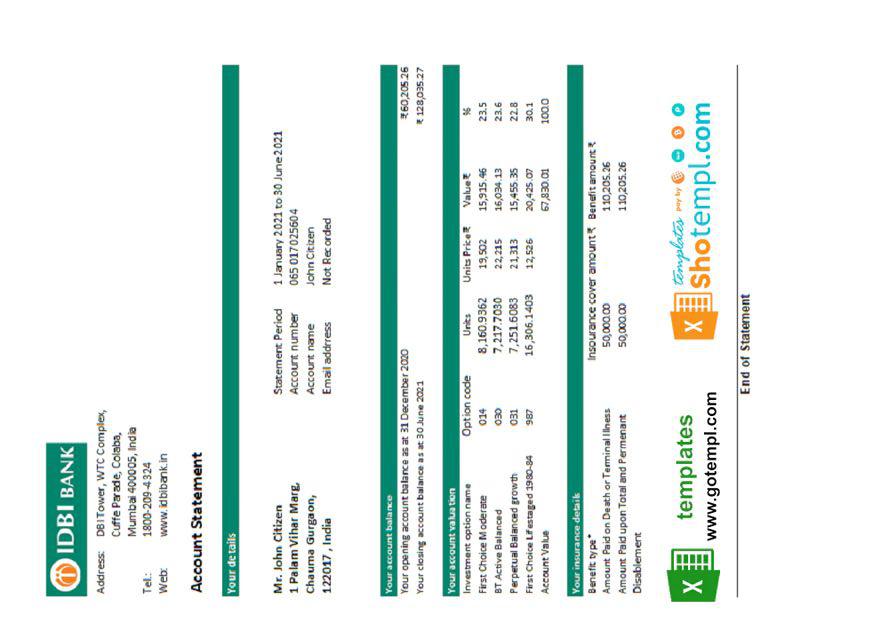 IDBI BANK
Address: DBI Tower, WTC Complex,
Cuffe Parade, Colaba,
Mumbai 400005, India
Tel.: 1800-209-4324
Web: www.idbibank.in
Account Statement
Your details
Mr. John Citizen
1 Palam Vihar Marg,
Chauma Gurgaon,
122017 , India
Statement Period 1 January 2021 to 30 June 2021
Account number 065 017025604
Account name John Citizen
Email addrress Not Recorded
Your account balance
Your opening account balance as at 31 December 2020 ₹60,205.26
Your closing account balance as at 30 June 2021 ₹ 128,035.27
Your account valuation
Investment option name Option code Units Units Price₹ Value₹ %
First Choice Moderate 014 8,160.9362 19,502 15,915.46 23.5
BT Active Balanced 030 7,217.7030 22,215 16,034.13 23.6
Perpetual Balanced growth 031 7,251.6083 21,313 15,455.35 22.8
First Choice Lifestaged 1980-84 987 16,306.1403 12,526 20,425.07 30.1
Account Value 67,830.01 100.0
Your insurance details
Benefit type* Insourance cover amount ₹ Benefit amount ₹
Amount Paid on Death or Terminal Illness 50,000.00 110,205.26
Amount Paid upon Total and Permenant 50,000.00 110,205.26
Disablement
templates
www.gotempl.com
templates pay by
shotempl.com
End of Statement